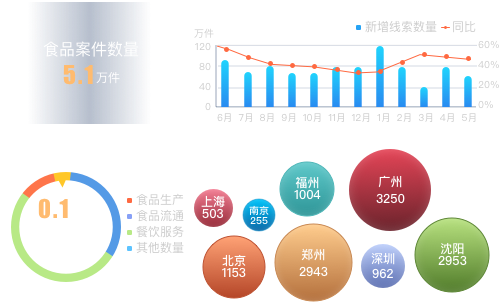 食品案件数量
5.1万件
新增线索数量 同比
万件
120
80
40
0
60%
40%
20%
0%
6月 7月 8月 9月 10月 11月 12月 1月 2月 3月 4月 5月
0.1
食品生产
食品流通
餐饮服务
其他数量
上海
503
南京
255
福州
1004
广州
3250
北京
1153
郑州
2943
深圳
962
沈阳
2953